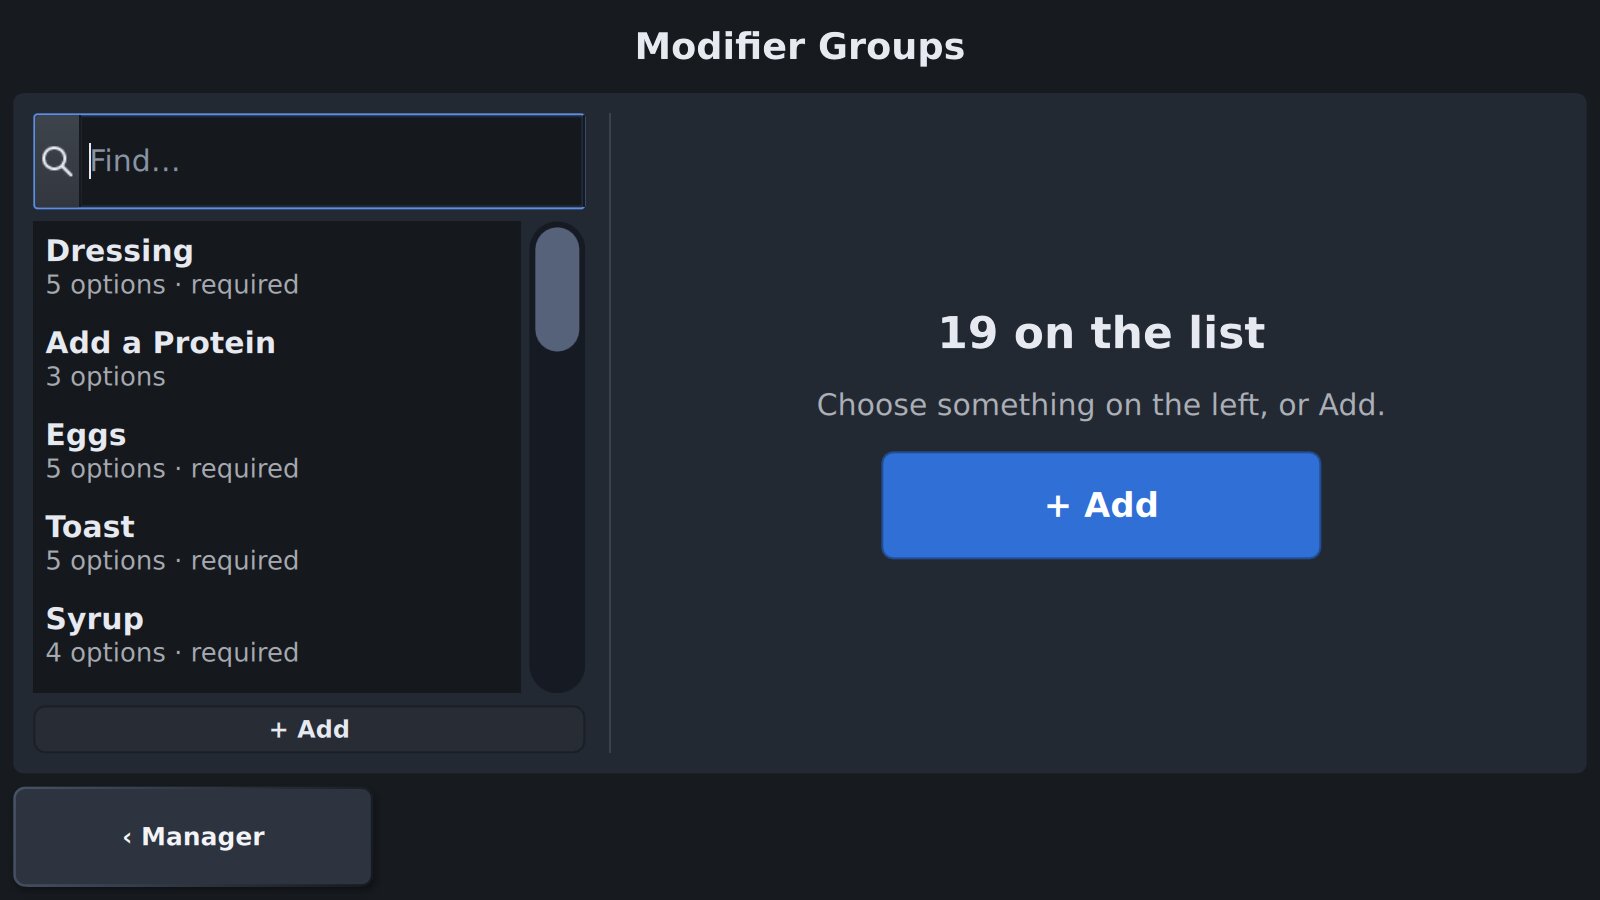 Modifier Groups
Find...
Dressing
5 options · required
Add a Protein
3 options
Eggs
5 options · required
Toast
5 options · required
Syrup
4 options · required
+ Add
19 on the list
Choose something on the left, or Add.
+ Add
‹ Manager